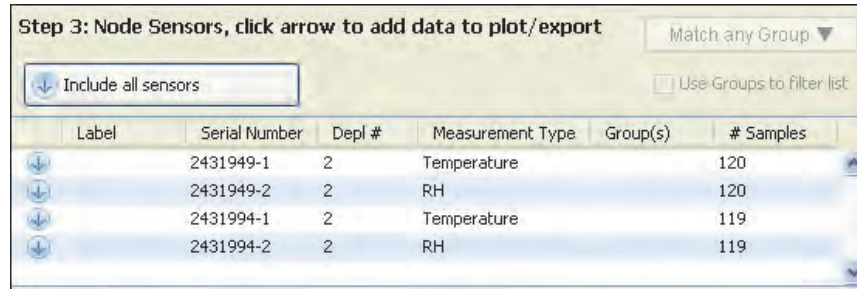 Step 3: Node Sensors, click arrow to add data to plot/export
Match any Group ▼
Include all sensors
Use Groups to filter list
Label Serial Number Depl # Measurement Type Group(s) # Samples
2431949-1 2 Temperature 120
2431949-2 2 RH 120
2431994-1 2 Temperature 119
2431994-2 2 RH 119